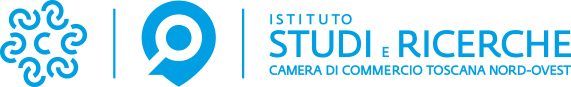 C
ISTITUTO
STUDI E RICERCHE
CAMERA DI COMMERCIO TOSCANA NORD-OVEST